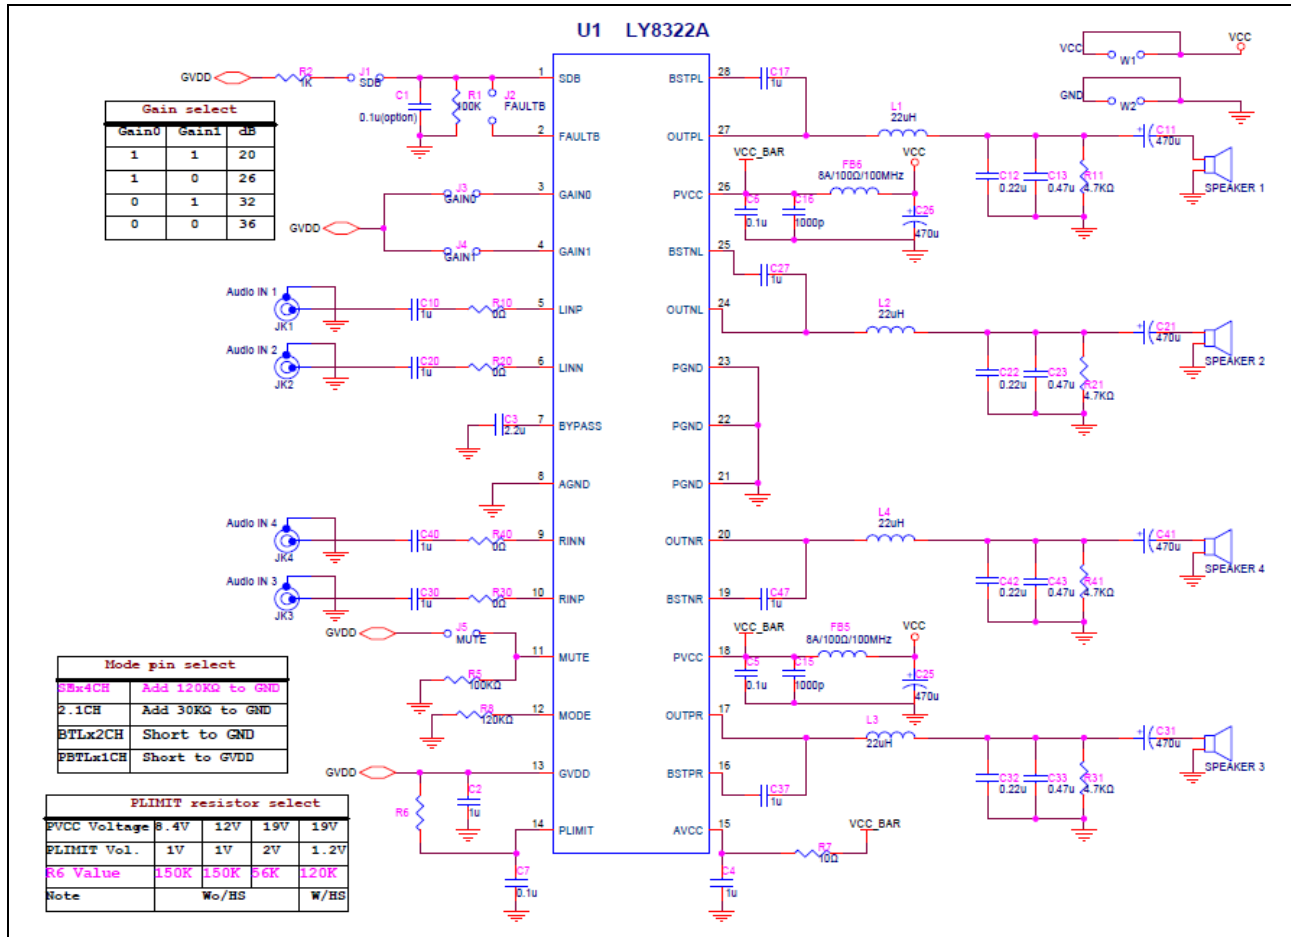 U1 LY8322A
GVDD
R2
1K
J1
SDB
C1
0.1u(option)
R1
100K
J2
FAULTB
1 SDB
2 FAULTB
Gain select
Gain0 Gain1 dB
1 1 20
1 0 26
0 1 32
0 0 36
GVDD
J3
GAIN0
J4
GAIN1
3 GAIN0
4 GAIN1
Audio IN 1
JK1
C10
1u
R10
0Ω
5 LINP
Audio IN 2
JK2
C20
1u
R20
0Ω
6 LINN
C3
2.2u
7 BYPASS
8 AGND
Audio IN 4
JK4
C40
1u
R40
0Ω
9 RINN
Audio IN 3
JK3
C30
1u
R30
0Ω
10 RINP
GVDD
J5
MUTE
11 MUTE
R5
100KΩ
R8
120KΩ
12 MODE
Mode pin select
SEx4CH Add 120KΩ to GND
2.1CH Add 30KΩ to GND
BTLx2CH Short to GND
PBTLx1CH Short to GVDD
GVDD
13 GVDD
R6
C2
1u
14 PLIMIT
C7
0.1u
PLIMIT resistor select
PVCC Voltage 8.4V 12V 19V 19V
PLIMIT Vol. 1V 1V 2V 1.2V
R6 Value 150K 150K 56K 120K
Note Wo/HS W/HS
BSTPL 28
C17
1u
OUTPL 27
L1
22uH
C12
0.22u
C13
0.47u
R11
4.7KΩ
C11
470u
SPEAKER 1
VCC
W1
VCC
GND
W2
VCC_BAR
PVCC 26
C6
0.1u
C16
1000p
FB6
8A/100Ω/100MHz
VCC
C26
470u
BSTNL 25
C27
1u
OUTNL 24
L2
22uH
C22
0.22u
C23
0.47u
R21
4.7KΩ
C21
470u
SPEAKER 2
PGND 23
PGND 22
PGND 21
OUTNR 20
L4
22uH
C42
0.22u
C43
0.47u
R41
4.7KΩ
C41
470u
SPEAKER 4
BSTNR 19
C47
1u
VCC_BAR
PVCC 18
C5
0.1u
C15
1000p
FB5
8A/100Ω/100MHz
VCC
C25
470u
OUTPR 17
L3
22uH
C32
0.22u
C33
0.47u
R31
4.7KΩ
C31
470u
SPEAKER 3
BSTPR 16
C37
1u
AVCC 15
C4
1u
R7
10Ω
VCC_BAR